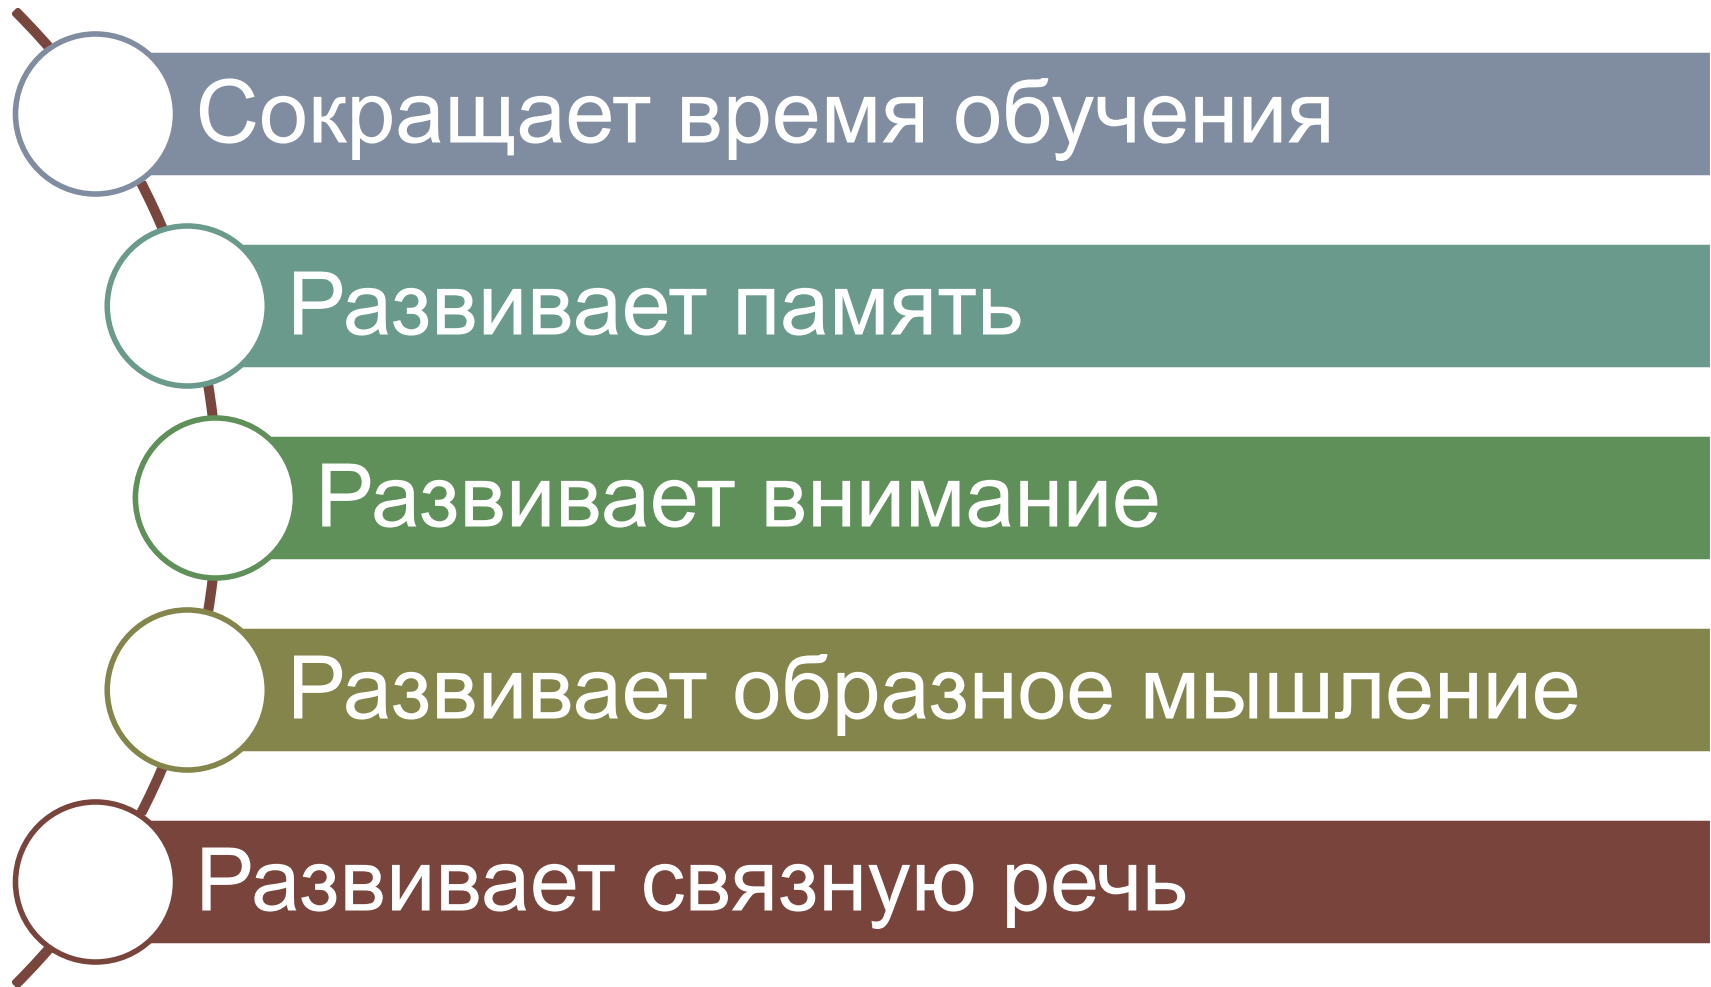 Сокращает время обучения
Развивает память
Развивает внимание
Развивает образное мышление
Развивает связную речь